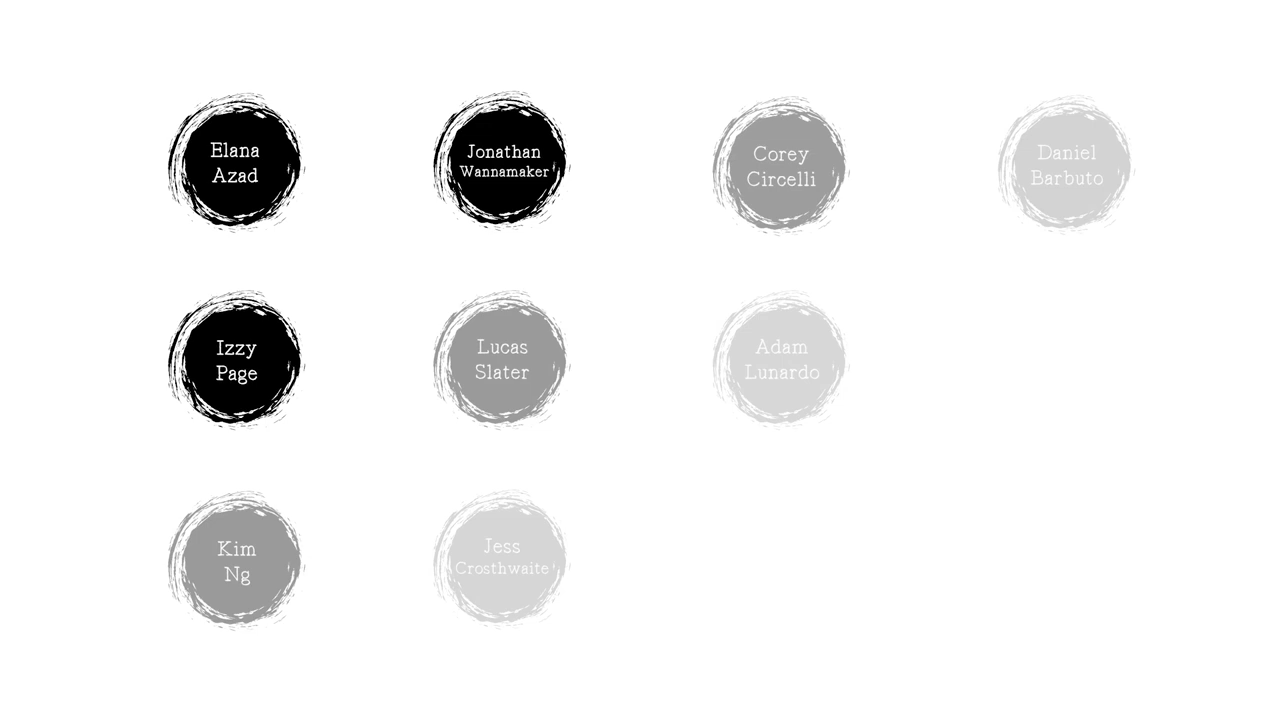 Elana
Azad
Jonathan
Wannamaker
Corey
Circelli
Daniel
Barbuto
Izzy
Page
Lucas
Slater
Adam
Lunardo
Kim
Ng
Jess
Crosthwaite